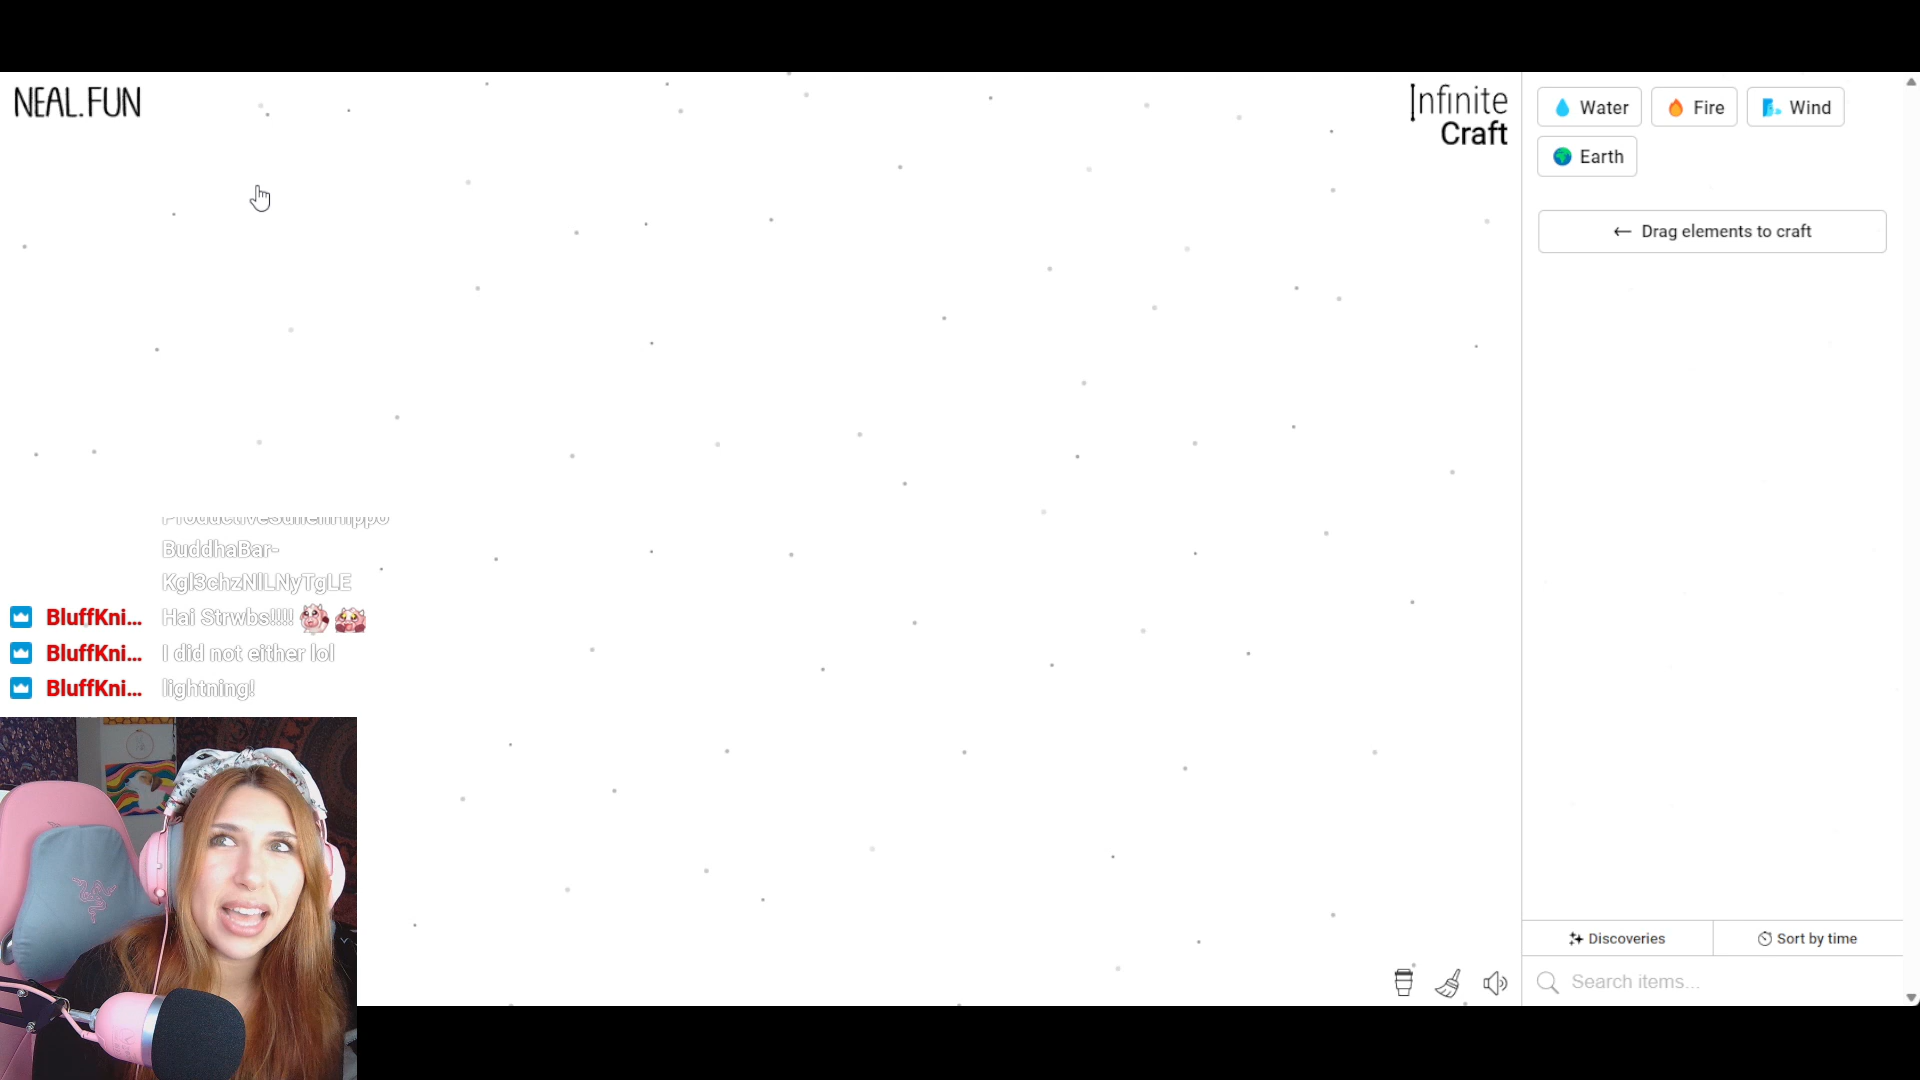 NEAL.FUN
Infinite
Craft
Water
Fire
Wind
Earth
← Drag elements to craft
BuddhaBar-
Kgl3chzNlLNyTgLE
BluffKni... Hai Strwbs!!!!
BluffKni... I did not either lol
BluffKni... lightning!
Discoveries
Sort by time
Search items...